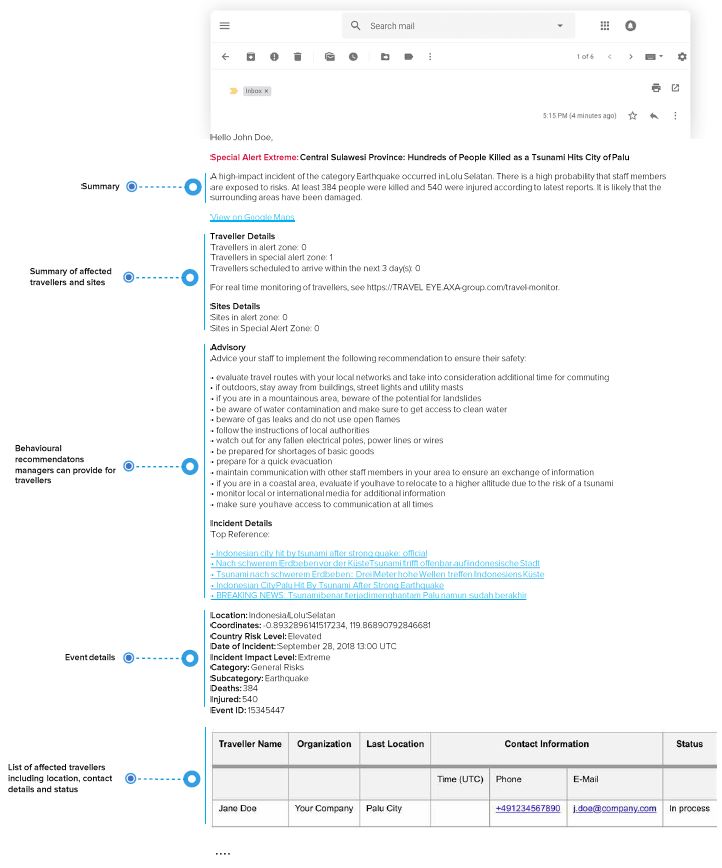 Search mail
1 of 6
Inbox ×
5:15 PM (4 minutes ago)
Hello John Doe,
Special Alert Extreme: Central Sulawesi Province: Hundreds of People Killed as a Tsunami Hits City of Palu
Summary
A high-impact incident of the category Earthquake occurred in Lolu Selatan. There is a high probability that staff members
are exposed to risks. At least 384 people were killed and 540 were injured according to latest reports. It is likely that the
surrounding areas have been damaged.
View on Google Maps
Summary of affected
travellers and sites
Traveller Details
Travellers in alert zone: 0
Travellers in special alert zone: 1
Travellers scheduled to arrive within the next 3 day(s): 0
For real time monitoring of travellers, see https://TRAVEL EYE.AXA-group.com/travel-monitor.
Sites Details
Sites in alert zone: 0
Sites in Special Alert Zone: 0
Behavioural
recommendatons
managers can provide for
travellers
Advisory
Advice your staff to implement the following recommendation to ensure their safety:
• evaluate travel routes with your local networks and take into consideration additional time for commuting
• if outdoors, stay away from buildings, street lights and utility masts
• if you are in a mountainous area, beware of the potential for landslides
• be aware of water contamination and make sure to get access to clean water
• beware of gas leaks and do not use open flames
• follow the instructions of local authorities
• watch out for any fallen electrical poles, power lines or wires
• be prepared for shortages of basic goods
• prepare for a quick evacuation
• maintain communication with other staff members in your area to ensure an exchange of information
• if you are in a coastal area, evaluate if youhave to relocate to a higher altitude due to the risk of a tsunami
• monitor local or international media for additional information
• make sure youhave access to communication at all times
Incident Details
Top Reference:
• Indonesian city hit by tsunami after strong quake: official
• Nach schwerem Erdbebenvor der KüsteTsunami trifft offenbar aufindonesische Stadt
• Tsunami nach schwerem Erdbeben: DreiMeter hohe Wellen treffen Indonesiens Küste
• Indonesian CityPalu Hit By Tsunami After Strong Earthquake
• BREAKING NEWS. Tsunamibenar terjadimenghantam Palu namun sudah berakhir
Event details
Location: Indonesia/LoluSelatan
Coordinates: -0.8932896141517234, 119.86890792846681
Country Risk Level: Elevated
Date of Incident: September 28, 2018 13:00 UTC
Incident Impact Level: Extreme
Category: General Risks
Subcategory: Earthquake
Deaths: 384
Injured: 540
Event ID: 15345447
List of affected travellers
including location, contact
details and status
Traveller Name Organization Last Location Contact Information Status
Time (UTC) Phone E-Mail
Jane Doe Your Company Palu City +491234567890 j.doe@company.com In process
....